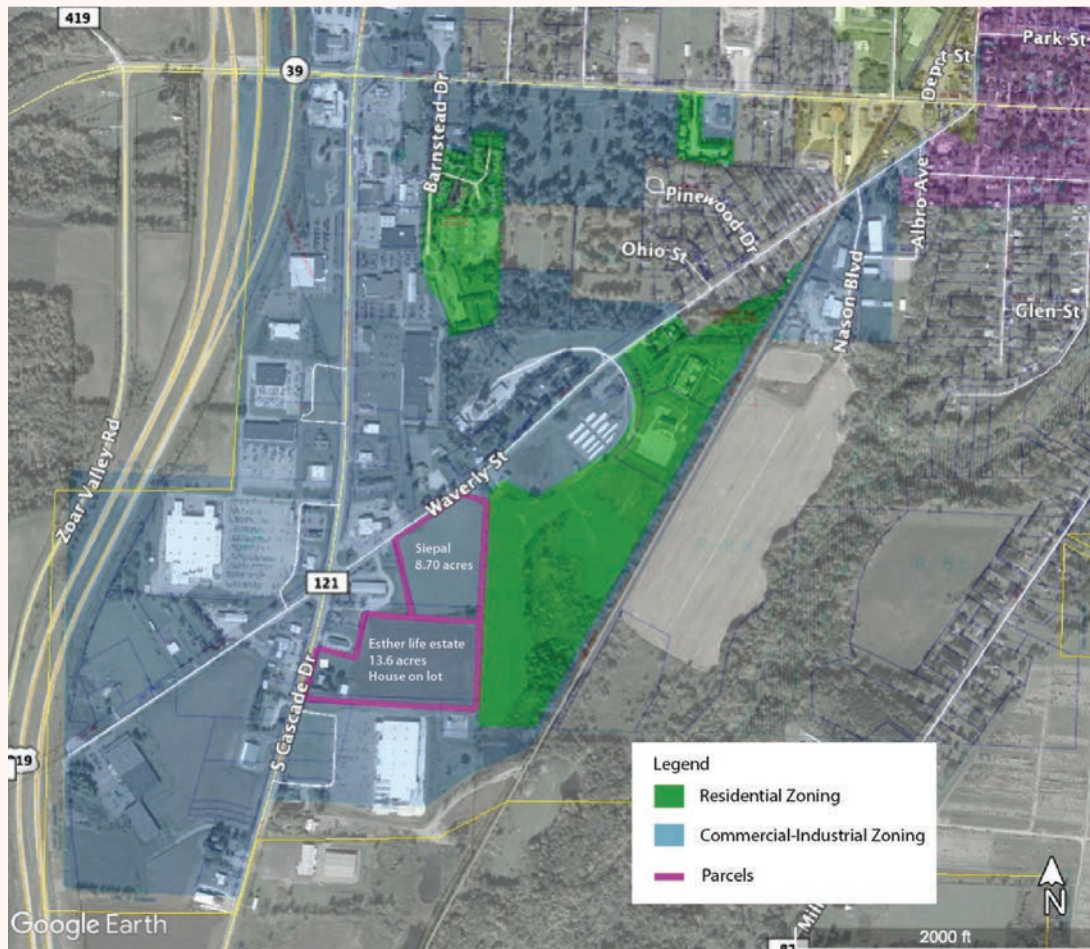 419
39
Park St
Depot St
Barnstead Dr
Albro Ave
Pinewood Dr
Ohio St
Nason Blvd
Glen St
Zoar Valley Rd
Waverly St
Siepal
8.70 acres
121
Esther life estate
13.6 acres
House on lot
S Cascade Dr
Legend
Residential Zoning
Commercial-Industrial Zoning
Parcels
N
Google Earth
2000 ft